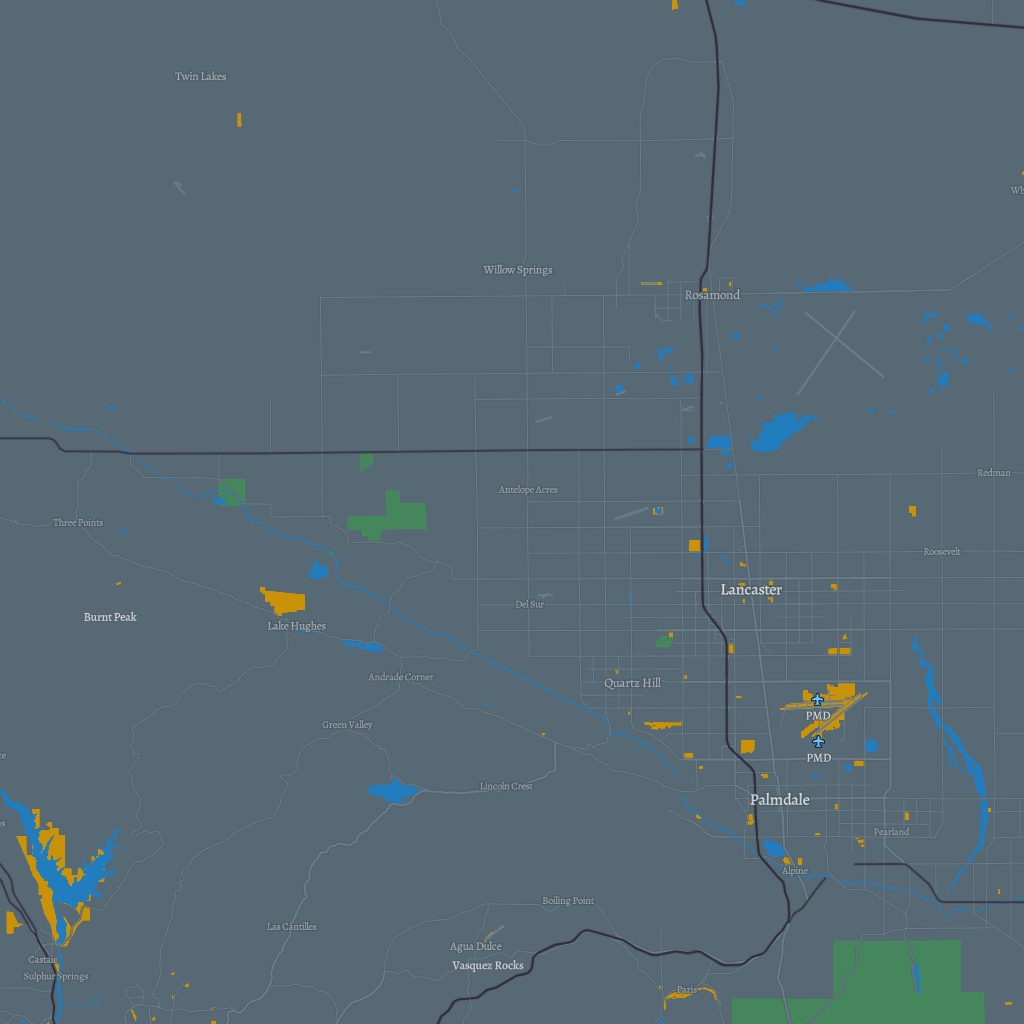 Twin Lakes
Wh
Willow Springs
Rosamond
Redman
Antelope Acres
Three Points
Roosevelt
Lancaster
Del Sur
Burnt Peak
Lake Hughes
Andrade Corner
Quartz Hill
PMD
Green Valley
PMD
Lincoln Crest
Palmdale
Pearland
Alpine
Boiling Point
Las Cantilles
Agua Dulce
Castaic
Vasquez Rocks
Sulphur Springs
Paris